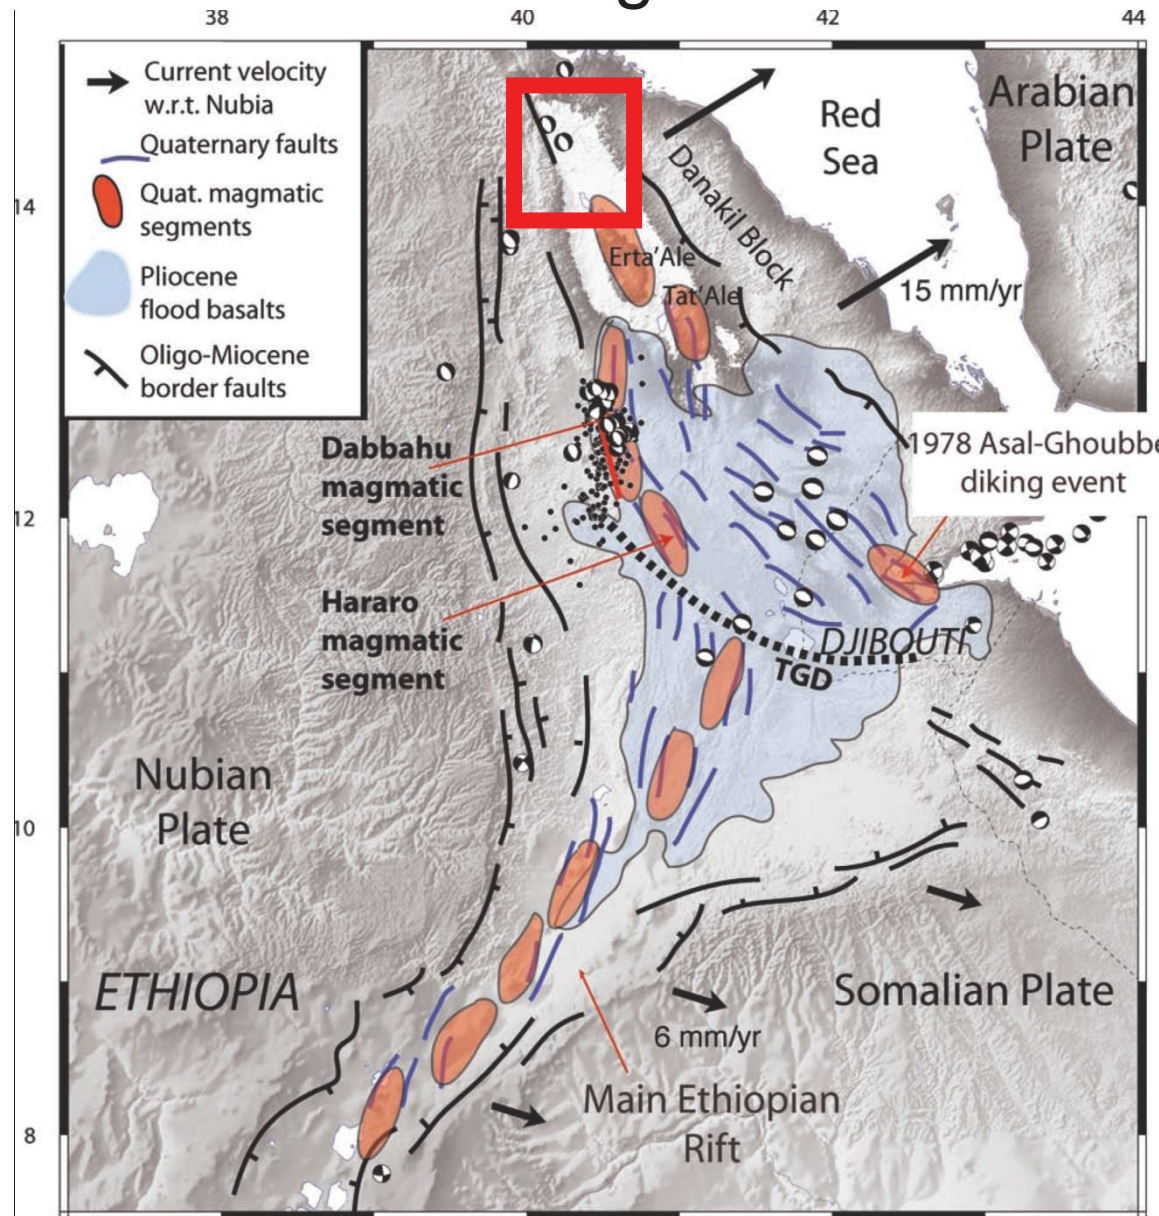 38
40
42
44
Current velocity
w.r.t. Nubia
Quaternary faults
Quat. magmatic
segments
Pliocene
flood basalts
Oligo-Miocene
border faults
Arabian
Plate
Red
Sea
Danakil Block
14
Erta'Ale
Tat'Ale
15 mm/yr
Dabbahu
magmatic
segment
1978 Asal-Ghoubbe
diking event
12
Hararo
magmatic
segment
DJIBOUTI
TGD
Nubian
Plate
10
ETHIOPIA
Somalian Plate
6 mm/yr
Main Ethiopian
Rift
8